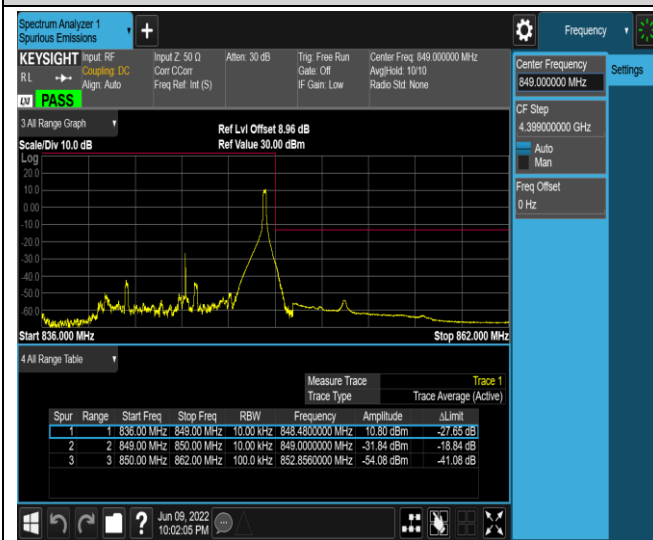 Spectrum Analyzer 1
Spurious Emissions
Frequency
KEYSIGHT Input: RF Input Z: 50 Ω Atten: 30 dB Trig: Free Run Center Freq: 849.000000 MHz
RL Coupling: DC Corr CCorr Gate: Off Avg|Hold: 10/10
Align: Auto Freq Ref: Int (S) IF Gain: Low Radio Std: None
LXI PASS
Center Frequency
849.000000 MHz
Settings
CF Step
4.399000000 GHz
Auto
Man
Freq Offset
0 Hz
3 All Range Graph
Ref Lvl Offset 8.96 dB
Scale/Div 10.0 dB Ref Value 30.00 dBm
Log
20.0
10.0
0.00
-10.0
-20.0
-30.0
-40.0
-50.0
-60.0
Start 836.000 MHz Stop 862.000 MHz
4 All Range Table
Measure Trace Trace 1
Trace Type Trace Average (Active)
Spur Range Start Freq Stop Freq RBW Frequency Amplitude ΔLimit
1 1 836.00 MHz 849.00 MHz 10.00 kHz 848.4800000 MHz 10.80 dBm -27.65 dB
2 2 849.00 MHz 850.00 MHz 10.00 kHz 849.0000000 MHz -31.84 dBm -18.84 dB
3 3 850.00 MHz 862.00 MHz 100.0 kHz 852.8560000 MHz -54.08 dBm -41.08 dB
Jun 09, 2022
10:02:05 PM